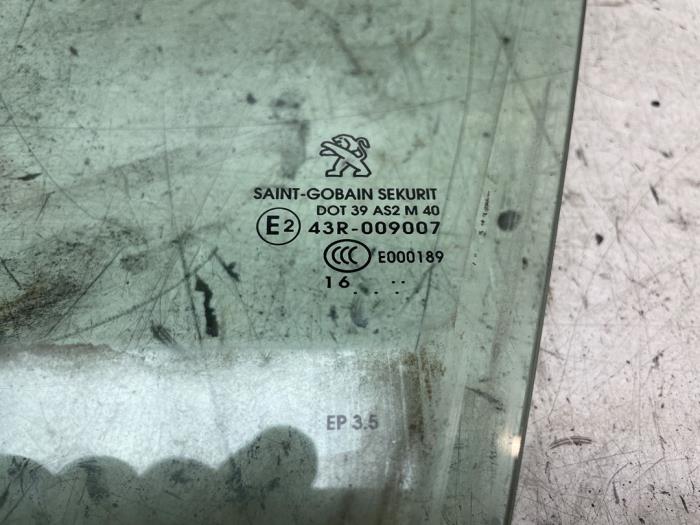 SAINT-GOBAIN SEKURIT
DOT 39 AS2 M 40
E2 43R-009007
CCC E000189
16.. ..
EP 3.5